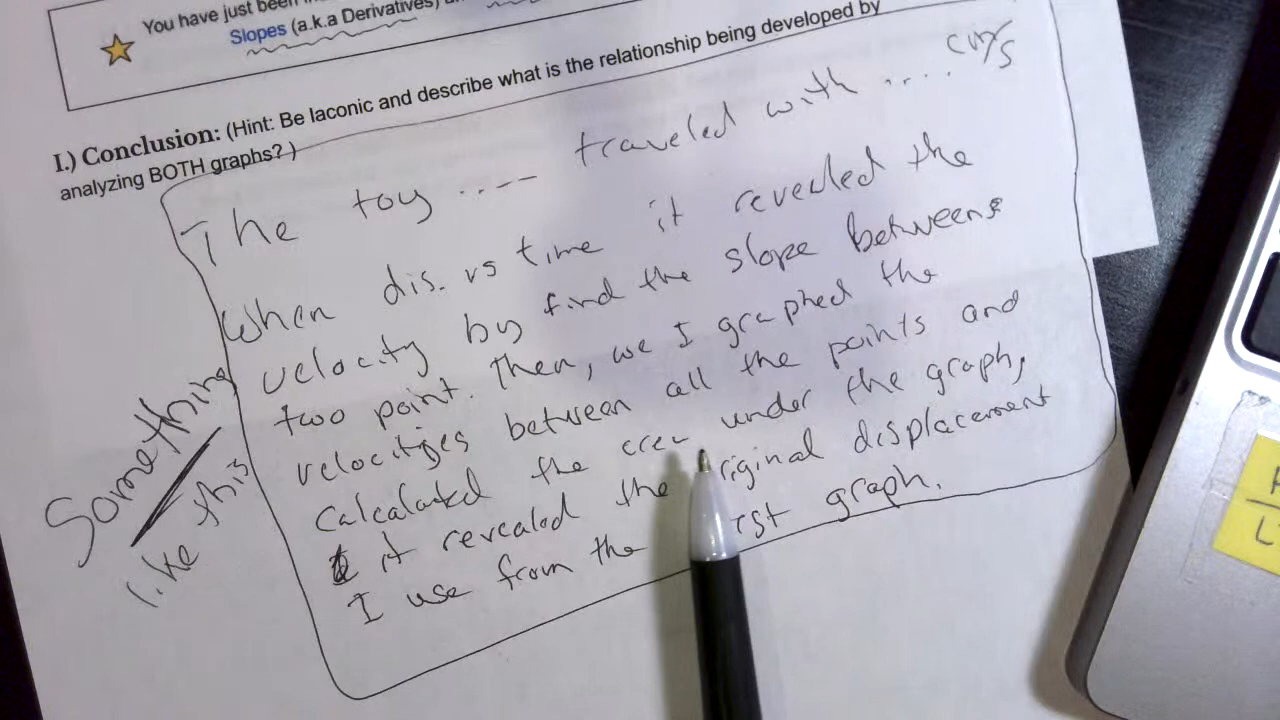 You have just been
Slopes (a.k.a Derivatives)
I.) Conclusion: (Hint: Be laconic and describe what is the relationship being developed by
analyzing BOTH graphs? )
The toy .... traveled with .... cm/s
When dis. vs time it revealed the
velocity by find the slope between
two point. Then, we I graphed the
velocities between all the points and
calculated the area under the graph,
it revealed the original displacement
I use from the graph.
Something
like this